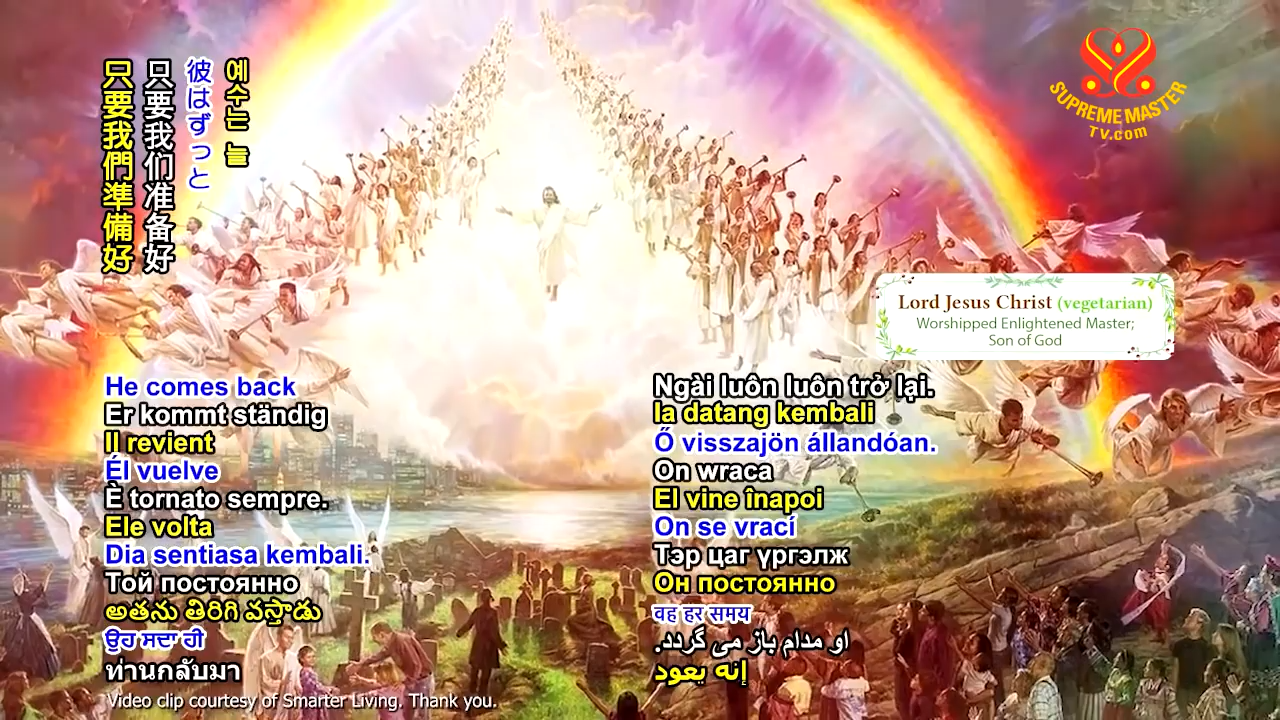 예수는 늘
彼はずっと
只要我们准备好
只要我們準備好
SUPREME MASTER
TV.com
Lord Jesus Christ (vegetarian)
Worshipped Enlightened Master;
Son of God
He comes back
Er kommt ständig
Il revient
Él vuelve
È tornato sempre.
Ele volta
Dia sentiasa kembali.
Той постоянно
అతను తిరిగి వస్తాడు
ਉਹ ਸਦਾ ਹੀ
ท่านกลับมา
Ngài luôn luôn trở lại.
Ia datang kembali
Ő visszajön állandóan.
On wraca
El vine înapoi
On se vrací
Тэр цаг үргэлж
Он постоянно
वह हर समय
او مدام باز می گردد.
إنه يعود
Video clip courtesy of Smarter Living. Thank you.